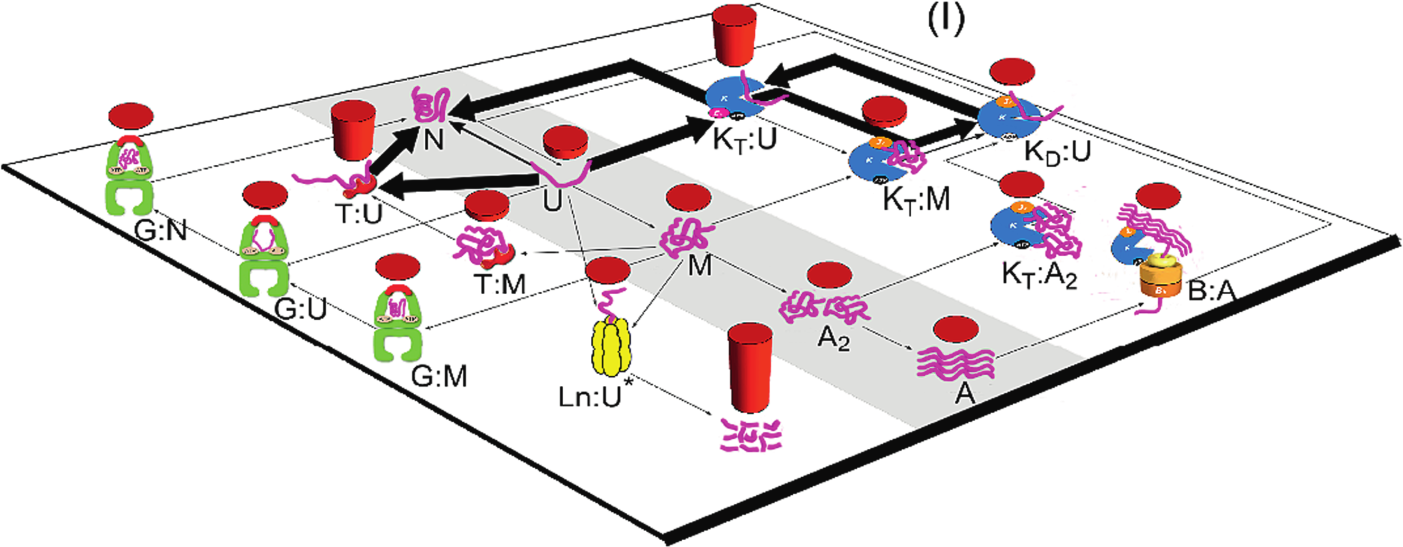 (I)
N
K_T:U
K_D:U
U
T:U
K_T:M
G:N
M
T:M
K_T:A_2
G:U
B:A
A_2
G:M
Ln:U*
A